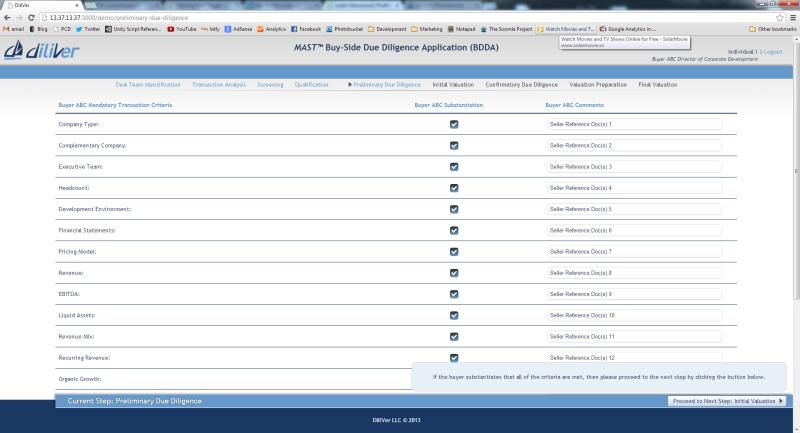 DiliVer
13.37.13.37:3000/demo/preliminary-due-diligence
M email
Blog
PCD
Twitter
Unity Script Referen...
YouTube
bitly
AdSense
Analytics
Facebook
Photobucket
Development
Marketing
Notepad
The Soomla Project
Watch Movies and T...
Google Analytics in ...
Other bookmarks
Watch Movies and TV Shows Online for Free - SolarMovie
www.solarmovie.so
diliver
MAST™ Buy-Side Due Diligence Application (BDDA)
Individual 1 | Logout
Buyer ABC Director of Corporate Development
Deal Team Identification Transaction Analysis Screening Qualification Preliminary Due Diligence Initial Valuation Confirmatory Due Diligence Valuation Preparation Final Valuation
Buyer ABC Mandatory Transaction Criteria Buyer ABC Substantiation Buyer ABC Comments
Company Type: Seller Reference Doc(s) 1
Complementary Company: Seller Reference Doc(s) 2
Executive Team: Seller Reference Doc(s) 3
Headcount: Seller Reference Doc(s) 4
Development Environment: Seller Reference Doc(s) 5
Financial Statements: Seller Reference Doc(s) 6
Pricing Model: Seller Reference Doc(s) 7
Revenue: Seller Reference Doc(s) 8
EBITDA: Seller Reference Doc(s) 9
Liquid Assets: Seller Reference Doc(s) 10
Revenue Mix: Seller Reference Doc(s) 11
Recurring Revenue: Seller Reference Doc(s) 12
Organic Growth:
If the buyer substantiates that all of the criteria are met, then please proceed to the next step by clicking the button below.
Current Step: Preliminary Due Diligence
Proceed to Next Step: Initial Valuation
DiliVer LLC © 2013